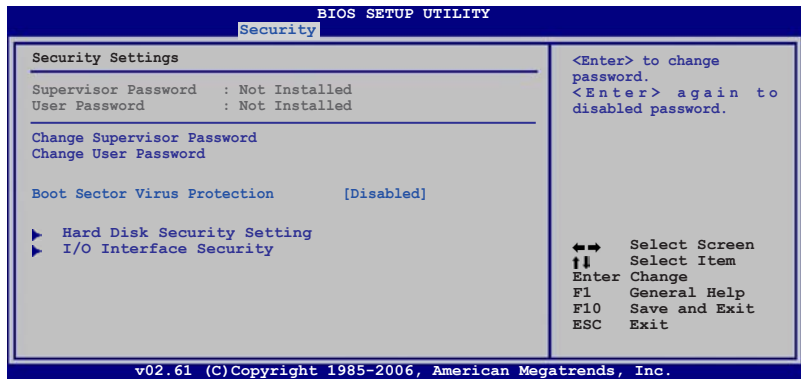 BIOS SETUP UTILITY
Security
Security Settings
Supervisor Password : Not Installed
User Password : Not Installed
Change Supervisor Password
Change User Password
Boot Sector Virus Protection [Disabled]
Hard Disk Security Setting
I/O Interface Security
<Enter> to change
password.
<Enter> again to
disabled password.
Select Screen
Select Item
Enter Change
F1 General Help
F10 Save and Exit
ESC Exit
v02.61 (C)Copyright 1985-2006, American Megatrends, Inc.